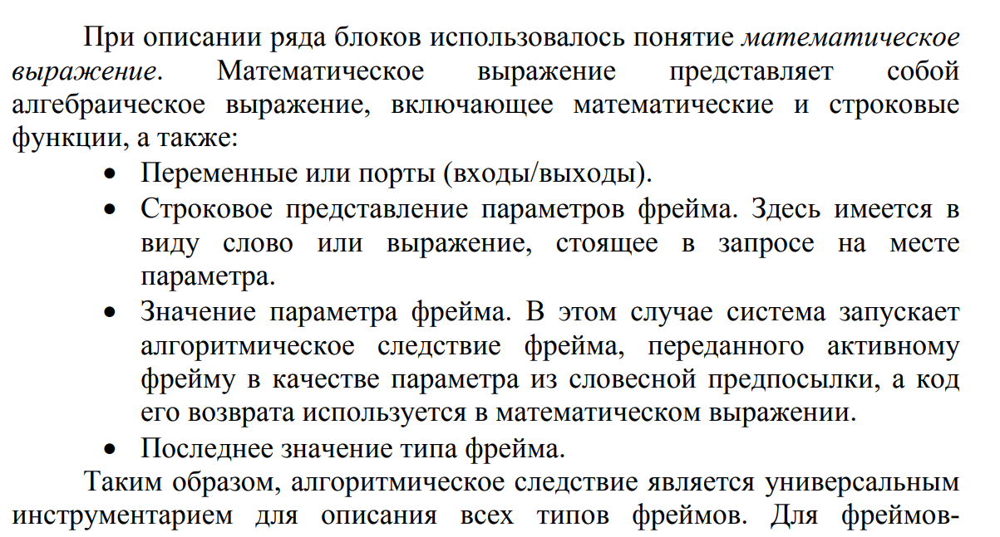 При описании ряда блоков использовалось понятие математическое
выражение. Математическое выражение представляет собой
алгебраическое выражение, включающее математические и строковые
функции, а также:
• Переменные или порты (входы/выходы).
• Строковое представление параметров фрейма. Здесь имеется в
виду слово или выражение, стоящее в запросе на месте
параметра.
• Значение параметра фрейма. В этом случае система запускает
алгоритмическое следствие фрейма, переданного активному
фрейму в качестве параметра из словесной предпосылки, а код
его возврата используется в математическом выражении.
• Последнее значение типа фрейма.
Таким образом, алгоритмическое следствие является универсальным
инструментарием для описания всех типов фреймов. Для фреймов-